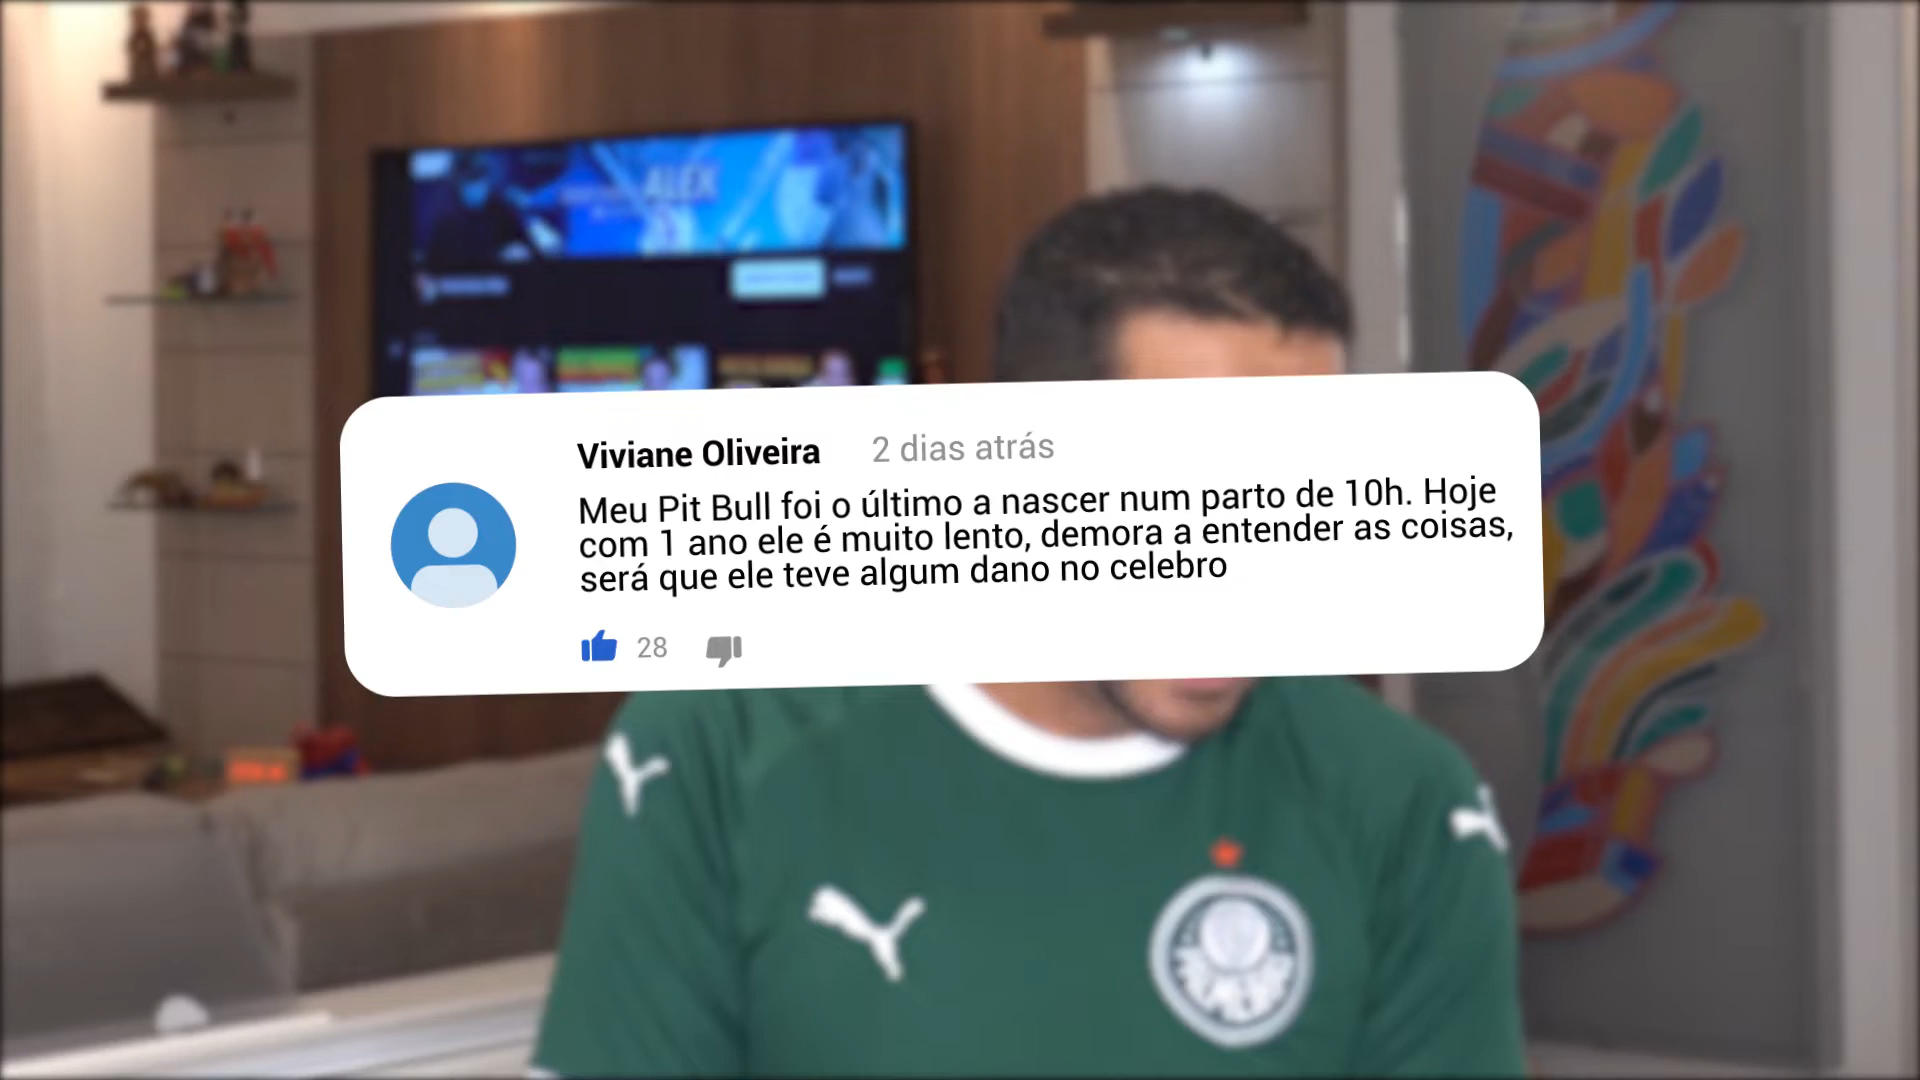 ALEX
Viviane Oliveira 2 dias atrás
Meu Pit Bull foi o último a nascer num parto de 10h. Hoje
com 1 ano ele é muito lento, demora a entender as coisas,
será que ele teve algum dano no celebro
28